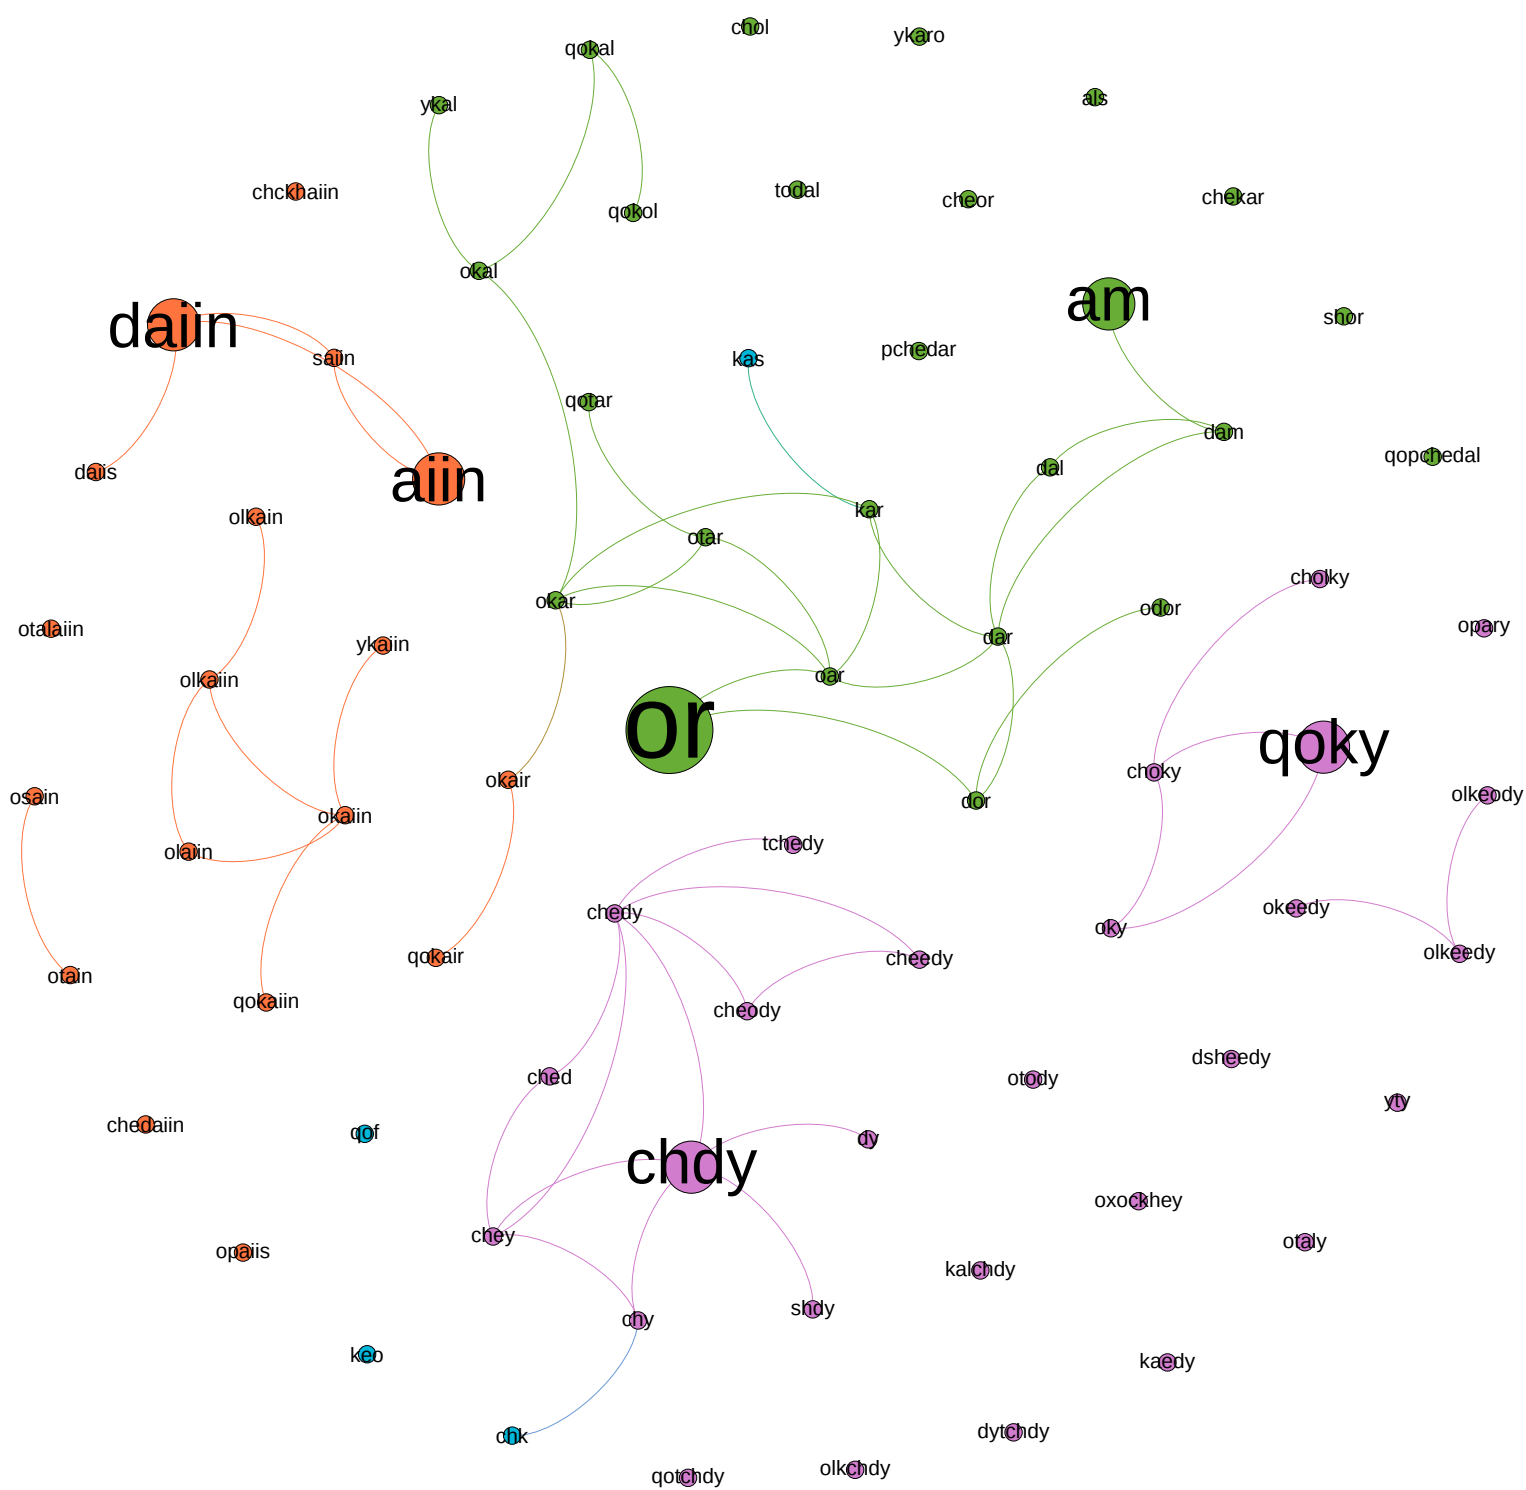 chol
ykaro
qokal
als
ykal
chckhaiin
todal
cheor
chekar
qokol
okal
daiin
am
shor
saiin
kas
pchedar
qotar
dam
daiis
aiin
dal
qopchedal
olkain
kar
otar
cholky
okar
odor
otalaiin
opary
ykaiin
dar
olkaiin
oar
or
qoky
choky
okair
osain
olkeody
dor
okaiin
olaiin
tchedy
chedy
okeedy
oky
qokair
cheedy
olkeedy
otain
qokaiin
cheody
dsheedy
ched
otody
yty
chedaiin
qof
dy
chdy
oxockhey
chey
otaly
opaiis
kalchdy
shdy
chy
keo
kaedy
chk
dytchdy
qotchdy
olkchdy